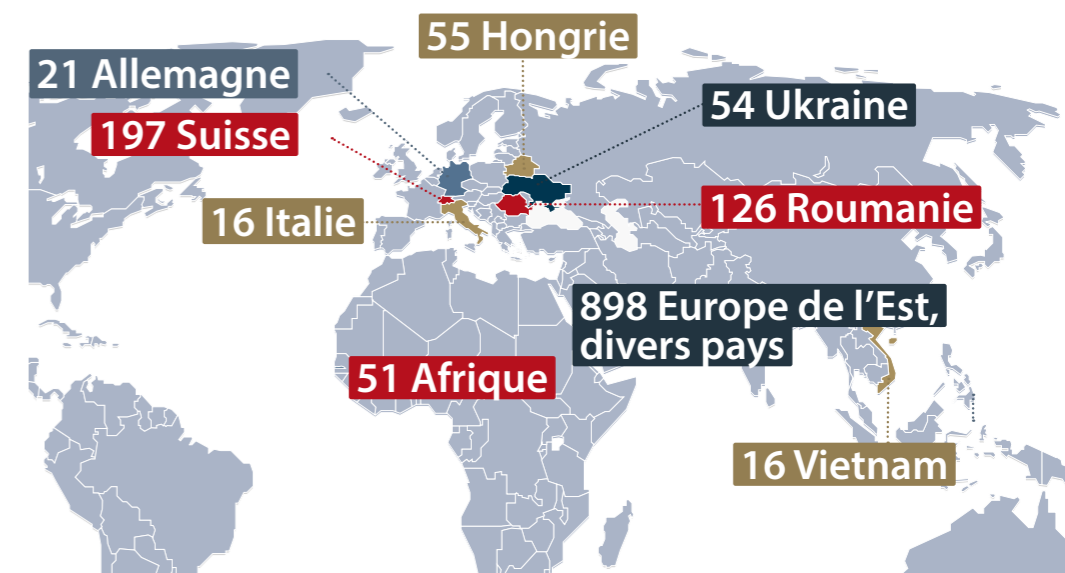 55 Hongrie
21 Allemagne
54 Ukraine
197 Suisse
16 Italie
126 Roumanie
898 Europe de l’Est,
divers pays
51 Afrique
16 Vietnam